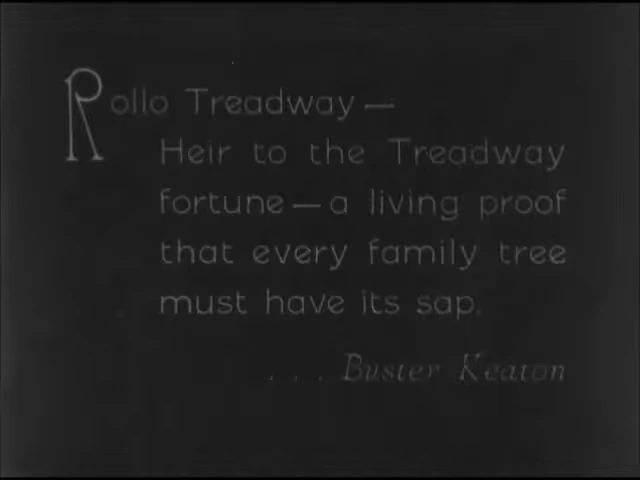 Rollo Treadway—
Heir to the Treadway
fortune—a living proof
that every family tree
must have its sap.
...Buster Keaton